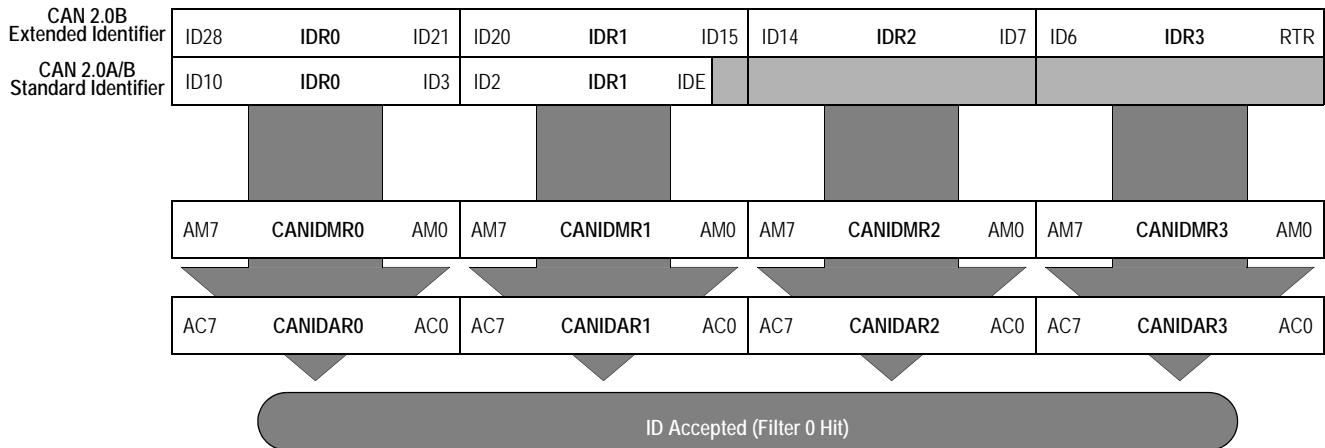 CAN 2.0B
Extended Identifier
ID28 IDR0 ID21 ID20 IDR1 ID15 ID14 IDR2 ID7 ID6 IDR3 RTR
CAN 2.0A/B
Standard Identifier
ID10 IDR0 ID3 ID2 IDR1 IDE
AM7 CANIDMR0 AM0 AM7 CANIDMR1 AM0 AM7 CANIDMR2 AM0 AM7 CANIDMR3 AM0
AC7 CANIDAR0 AC0 AC7 CANIDAR1 AC0 AC7 CANIDAR2 AC0 AC7 CANIDAR3 AC0
ID Accepted (Filter 0 Hit)